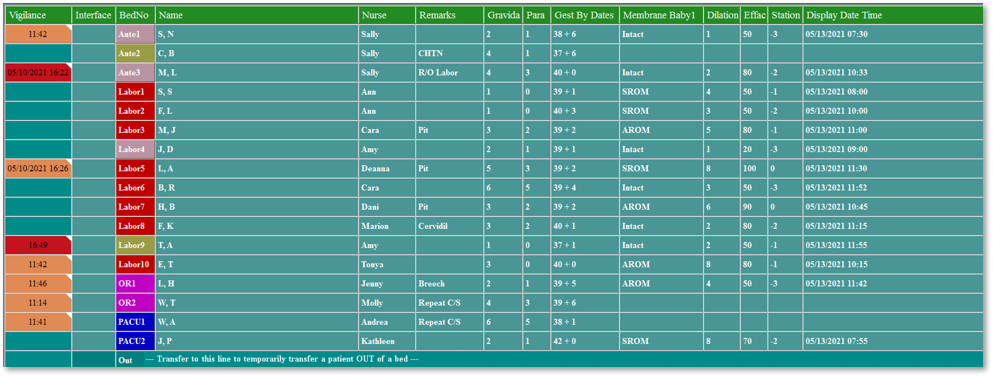 Vigilance Interface BedNo Name Nurse Remarks Gravida Para Gest By Dates Membrane Baby1 Dilation Effac Station Display Date Time
11:42 Ante1 S, N Sally 2 1 38 + 6 Intact 1 50 -3 05/13/2021 07:30
Ante2 C, B Sally CHTN 4 1 37 + 6
05/10/2021 16:22 Ante3 M, L Sally R/O Labor 4 3 40 + 0 Intact 2 80 -2 05/13/2021 10:33
Labor1 S, S Ann 1 0 39 + 1 SROM 4 50 -1 05/13/2021 08:00
Labor2 F, L Ann 1 0 40 + 3 SROM 3 50 -2 05/13/2021 10:00
Labor3 M, J Cara Pit 3 2 39 + 2 AROM 5 80 -1 05/13/2021 11:00
Labor4 J, D Amy 2 1 39 + 1 Intact 1 20 -3 05/13/2021 09:00
05/10/2021 16:26 Labor5 L, A Deanna Pit 5 3 39 + 2 SROM 8 100 0 05/13/2021 11:30
Labor6 B, R Cara 6 5 39 + 4 Intact 3 50 -3 05/13/2021 11:52
Labor7 H, B Dani Pit 3 2 39 + 2 AROM 6 90 0 05/13/2021 10:45
Labor8 F, K Marion Cervidil 3 2 40 + 1 Intact 2 80 -2 05/13/2021 11:15
16:49 Labor9 T, A Amy 1 0 37 + 1 Intact 2 50 -1 05/13/2021 11:55
11:42 Labor10 E, T Tonya 3 0 40 + 0 AROM 8 80 -1 05/13/2021 10:15
11:46 OR1 L, H Jenny Breech 2 1 39 + 5 AROM 4 50 -3 05/13/2021 11:42
11:14 OR2 W, T Molly Repeat C/S 4 3 39 + 6
11:41 PACU1 W, A Andrea Repeat C/S 6 5 38 + 1
PACU2 J, P Kathleen 2 1 42 + 0 SROM 8 70 -2 05/13/2021 07:55
Out --- Transfer to this line to temporarily transfer a patient OUT of a bed ---